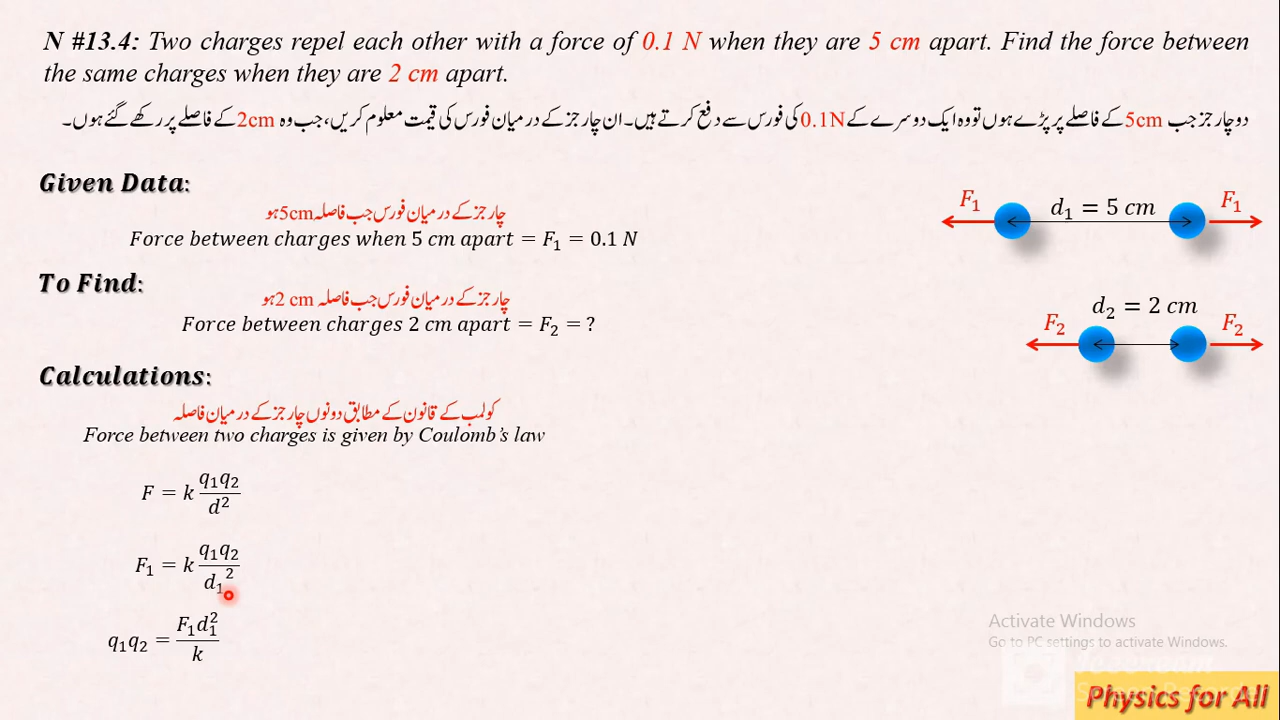 N #13.4: Two charges repel each other with a force of 0.1 N when they are 5 cm apart. Find the force between
the same charges when they are 2 cm apart.
دو چارجز جب 5cm کے فاصلے پر پڑے ہوں تو وہ ایک دوسرے کے 0.1N کی فورس سے دفع کرتے ہیں۔ ان چارجز کے درمیان فورس کی قیمت معلوم کریں، جب وہ 2cm کے فاصلے پر رکھے گئے ہوں۔
Given Data:
چارجز کے درمیان فورس جب فاصلہ 5cm ہو
Force between charges when 5 cm apart = F₁ = 0.1 N
F₁ d₁ = 5 cm F₁
To Find:
چارجز کے درمیان فورس جب فاصلہ 2 cm ہو
Force between charges 2 cm apart = F₂ = ?
d₂ = 2 cm
F₂ F₂
Calculations:
کولمب کے قانون کے مطابق دونوں چارجز کے درمیان فاصلہ
Force between two charges is given by Coulomb's law
F = k q₁q₂ / d²
F₁ = k q₁q₂ / d₁²
q₁q₂ = F₁d₁² / k
Activate Windows
Go to PC settings to activate Windows.
Physics for All